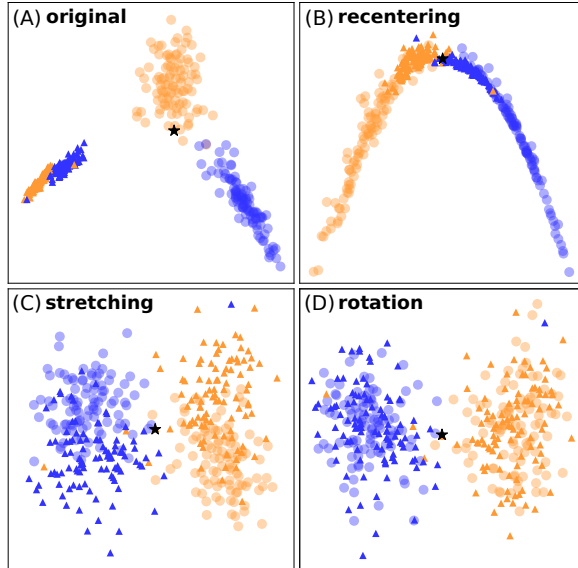 (A) original
(B) recentering
(C) stretching
(D) rotation